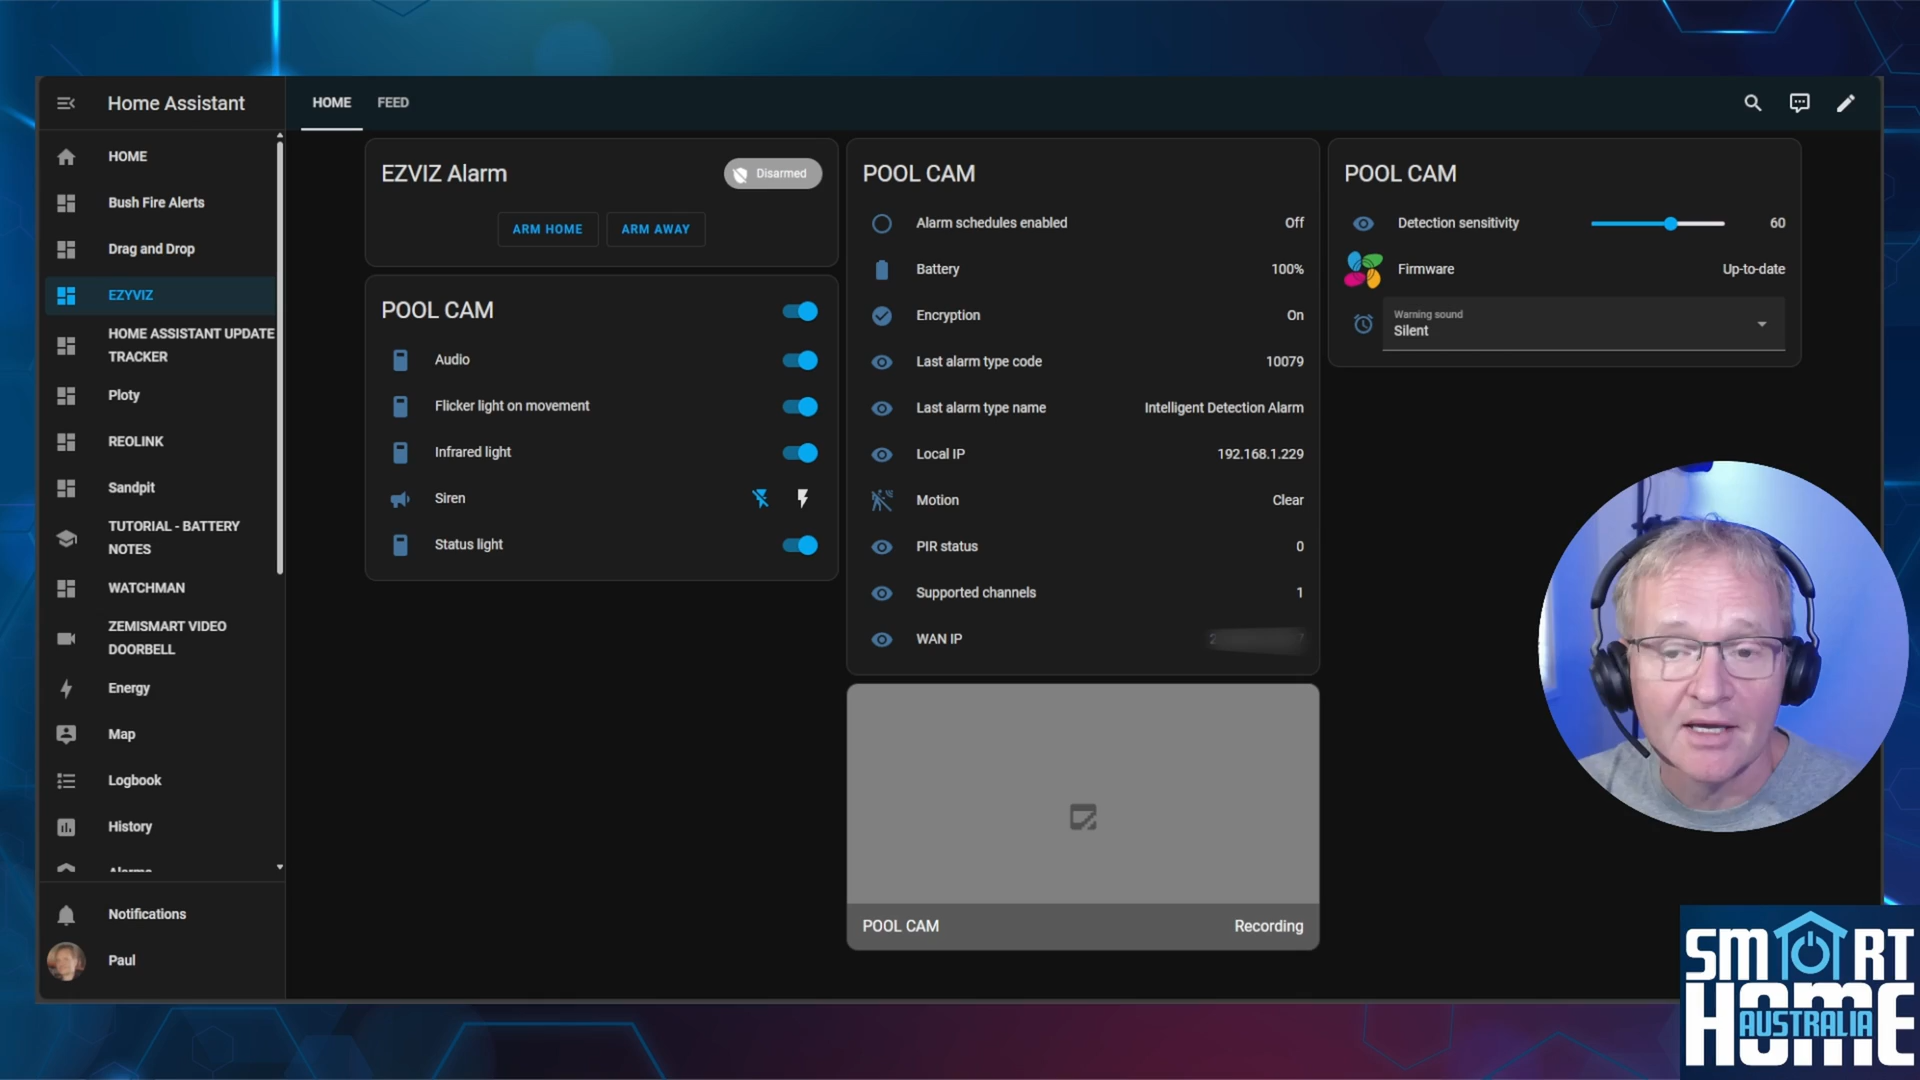 Home Assistant
HOME
FEED
HOME
Bush Fire Alerts
Drag and Drop
EZYVIZ
HOME ASSISTANT UPDATE
TRACKER
Ploty
REOLINK
Sandpit
TUTORIAL - BATTERY
NOTES
WATCHMAN
ZEMISMART VIDEO
DOORBELL
Energy
Map
Logbook
History
Alarms
Notifications
Paul
EZVIZ Alarm
Disarmed
ARM HOME
ARM AWAY
POOL CAM
Audio
Flicker light on movement
Infrared light
Siren
Status light
POOL CAM
Alarm schedules enabled Off
Battery 100%
Encryption On
Last alarm type code 10079
Last alarm type name Intelligent Detection Alarm
Local IP 192.168.1.229
Motion Clear
PIR status 0
Supported channels 1
WAN IP
POOL CAM Recording
POOL CAM
Detection sensitivity 60
Firmware Up-to-date
Warning sound
Silent
SMART
HOME
AUSTRALIA